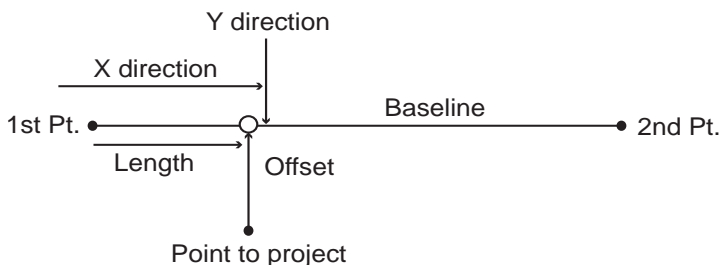 Y direction
X direction
Baseline
1st Pt.
2nd Pt.
Length
Offset
Point to project